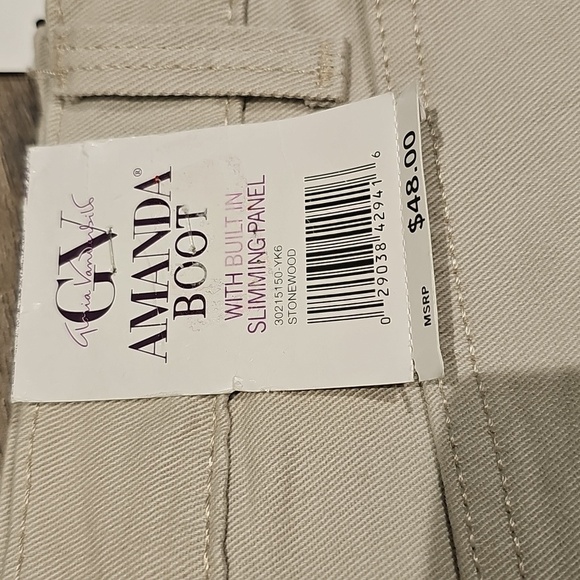 GV
Gloria Vanderbilt
AMANDA®
BOOT
WITH BUILT IN
SLIMMING PANEL
30215150-YK6
STONEWOOD
0 29038 42941 6
MSRP $48.00